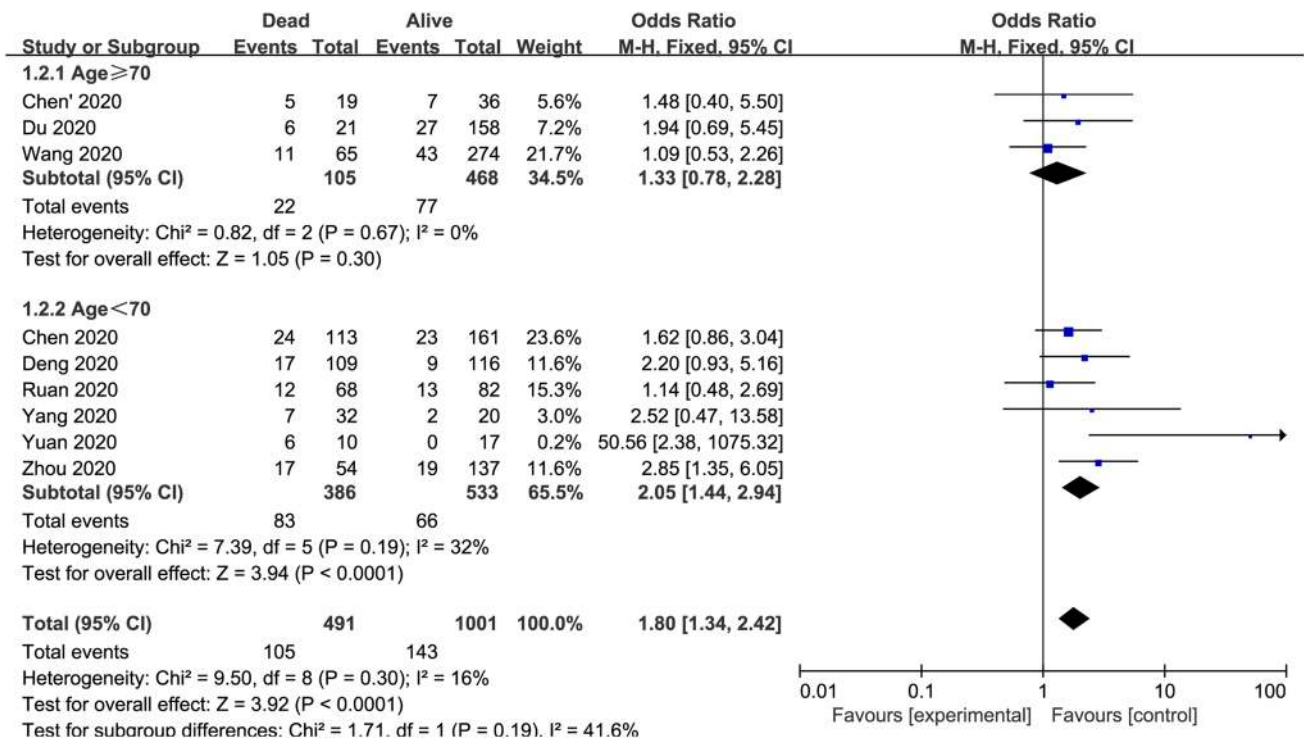 Dead Alive Odds Ratio Odds Ratio
Study or Subgroup Events Total Events Total Weight M-H, Fixed, 95% CI M-H, Fixed, 95% CI
1.2.1 Age≥70
Chen' 2020 5 19 7 36 5.6% 1.48 [0.40, 5.50]
Du 2020 6 21 27 158 7.2% 1.94 [0.69, 5.45]
Wang 2020 11 65 43 274 21.7% 1.09 [0.53, 2.26]
Subtotal (95% CI) 105 468 34.5% 1.33 [0.78, 2.28]
Total events 22 77
Heterogeneity: Chi² = 0.82, df = 2 (P = 0.67); I² = 0%
Test for overall effect: Z = 1.05 (P = 0.30)
1.2.2 Age<70
Chen 2020 24 113 23 161 23.6% 1.62 [0.86, 3.04]
Deng 2020 17 109 9 116 11.6% 2.20 [0.93, 5.16]
Ruan 2020 12 68 13 82 15.3% 1.14 [0.48, 2.69]
Yang 2020 7 32 2 20 3.0% 2.52 [0.47, 13.58]
Yuan 2020 6 10 0 17 0.2% 50.56 [2.38, 1075.32]
Zhou 2020 17 54 19 137 11.6% 2.85 [1.35, 6.05]
Subtotal (95% CI) 386 533 65.5% 2.05 [1.44, 2.94]
Total events 83 66
Heterogeneity: Chi² = 7.39, df = 5 (P = 0.19); I² = 32%
Test for overall effect: Z = 3.94 (P < 0.0001)
Total (95% CI) 491 1001 100.0% 1.80 [1.34, 2.42]
Total events 105 143
Heterogeneity: Chi² = 9.50, df = 8 (P = 0.30); I² = 16%
Test for overall effect: Z = 3.92 (P < 0.0001)
Test for subgroup differences: Chi² = 1.71, df = 1 (P = 0.19), I² = 41.6%
0.01 0.1 1 10 100
Favours [experimental] Favours [control]